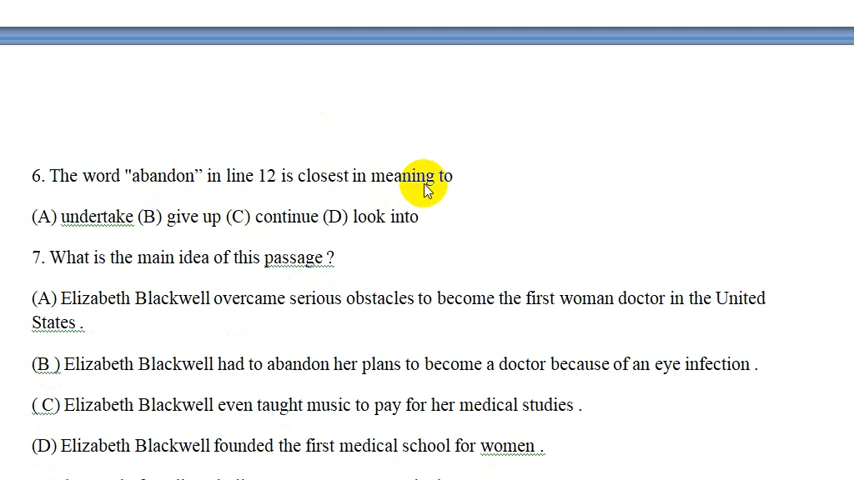 6. The word "abandon” in line 12 is closest in meaning to
(A) undertake (B) give up (C) continue (D) look into
7. What is the main idea of this passage ?
(A) Elizabeth Blackwell overcame serious obstacles to become the first woman doctor in the United
States .
(B ) Elizabeth Blackwell had to abandon her plans to become a doctor because of an eye infection .
( C) Elizabeth Blackwell even taught music to pay for her medical studies .
(D) Elizabeth Blackwell founded the first medical school for women .